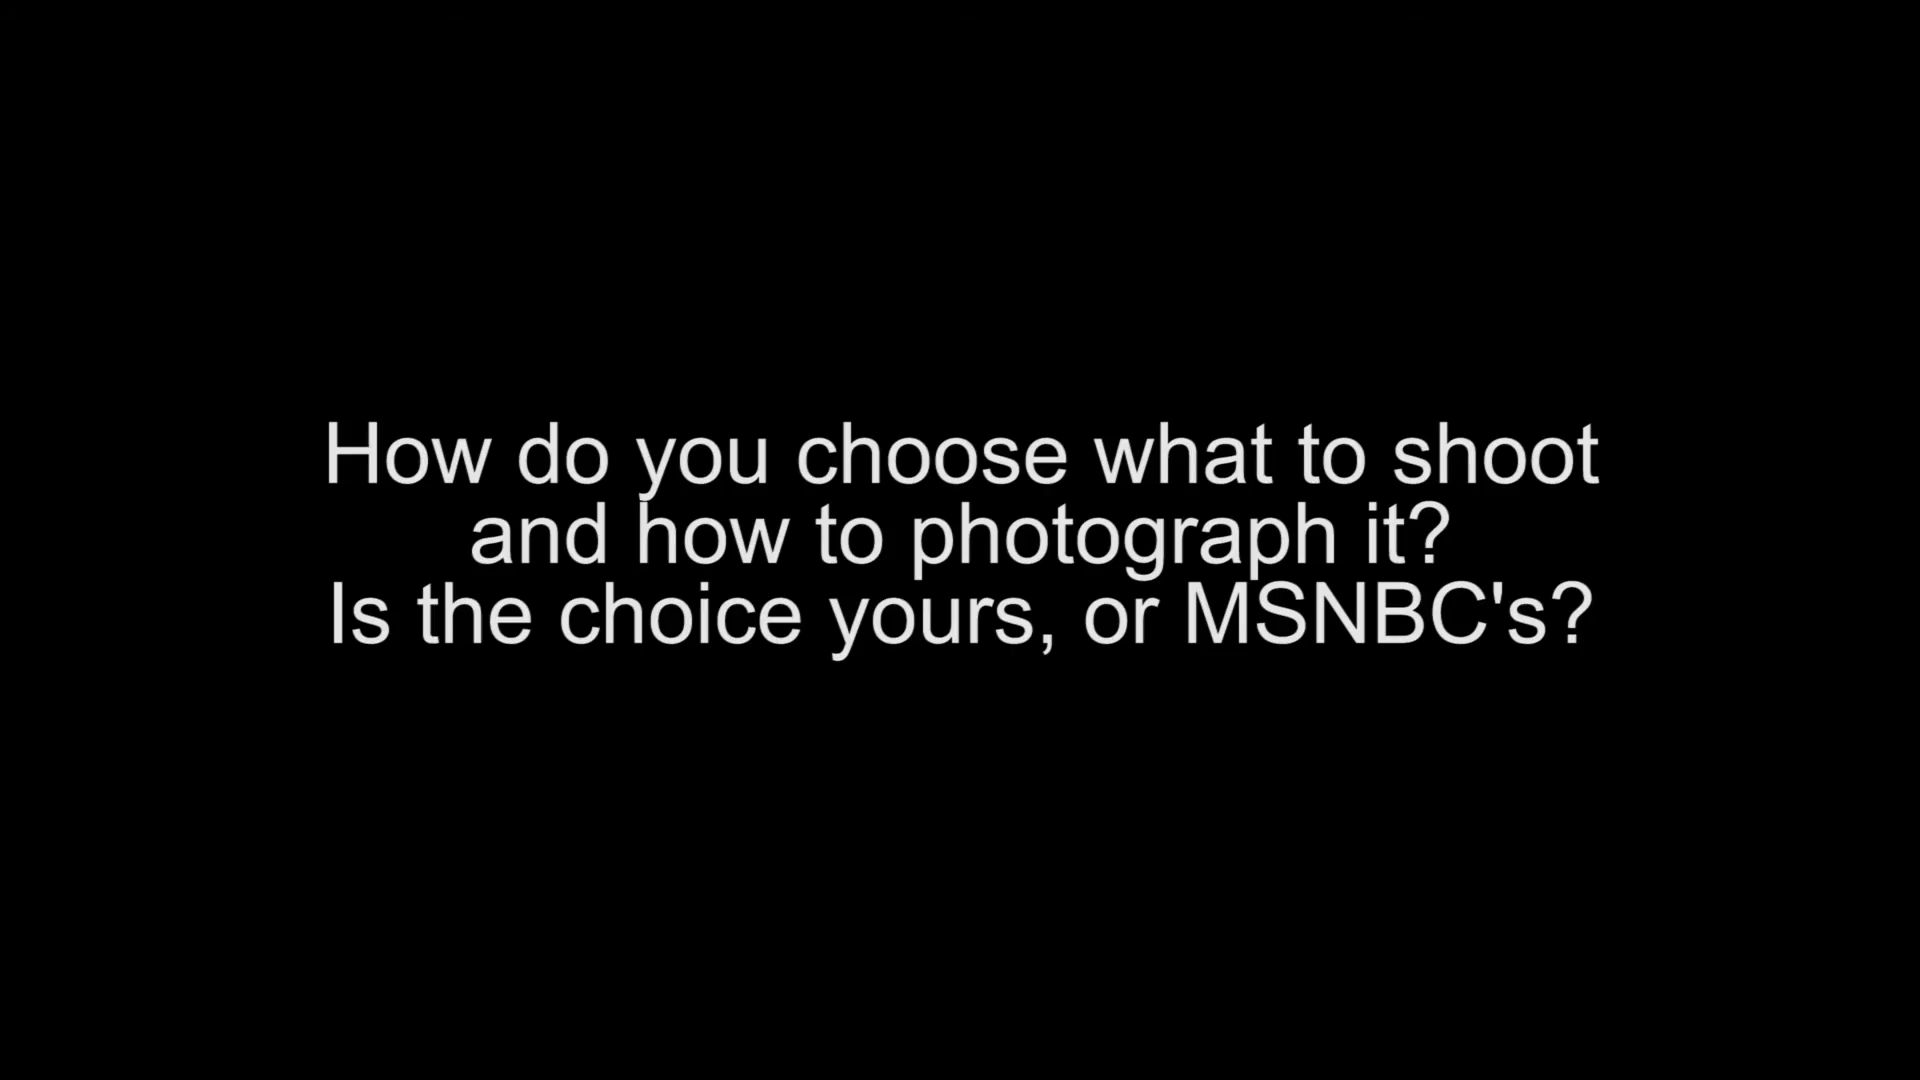 How do you choose what to shoot
and how to photograph it?
Is the choice yours, or MSNBC's?